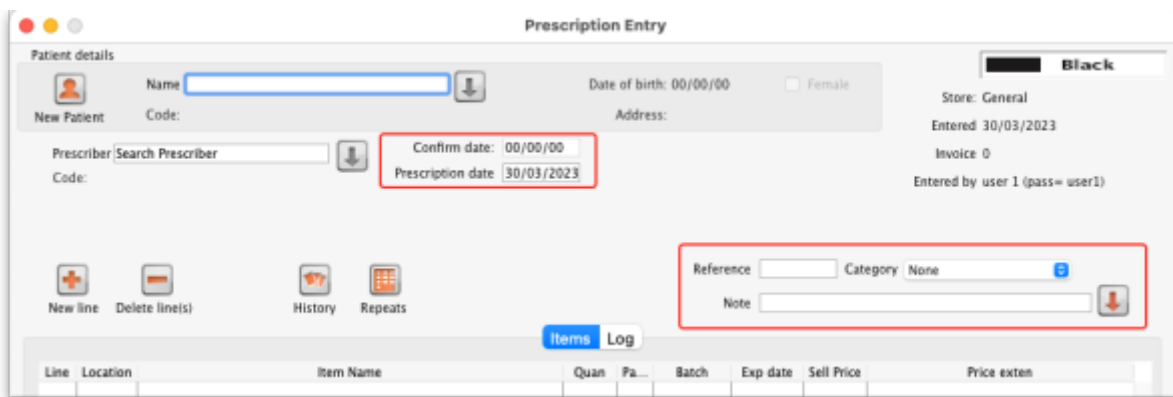 Prescription Entry
Patient details
Name
Date of birth: 00/00/00
Female
New Patient
Code:
Address:
Black
Store: General
Entered 30/03/2023
Invoice 0
Entered by user 1 (pass= user1)
Prescriber Search Prescriber
Code:
Confirm date: 00/00/00
Prescription date 30/03/2023
Reference
Category None
Note
New line
Delete line(s)
History
Repeats
Items
Log
Line Location Item Name Quan Pa... Batch Exp date Sell Price Price exten